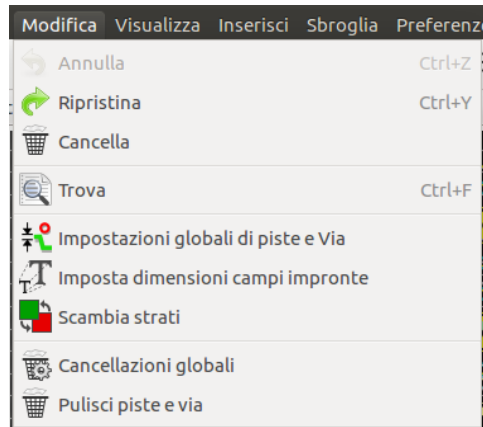 Modifica Visualizza Inserisci Sbroglia Preferenz
Annulla Ctrl+Z
Ripristina Ctrl+Y
Cancella
Trova Ctrl+F
Impostazioni globali di piste e Via
Imposta dimensioni campi impronte
Scambia strati
Cancellazioni globali
Pulisci piste e via